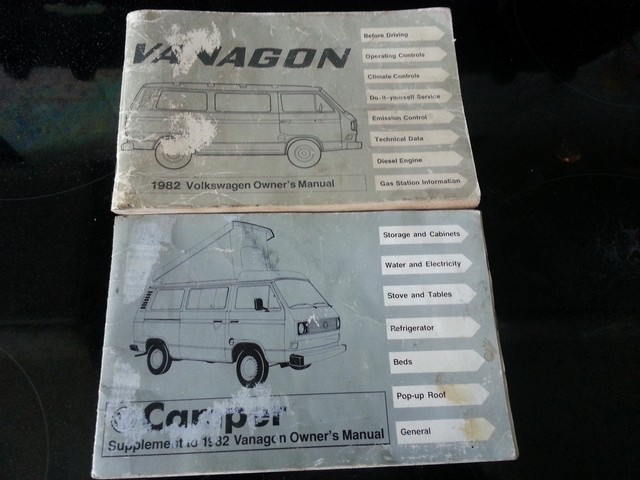 VANAGON
1982 Volkswagen Owner's Manual
Before Driving
Operating Controls
Climate Controls
Do-it-yourself Service
Emission Control
Technical Data
Diesel Engine
Gas Station Information
Camper
Supplement to 1982 Vanagon Owner's Manual
Storage and Cabinets
Water and Electricity
Stove and Tables
Refrigerator
Beds
Pop-up Roof
General